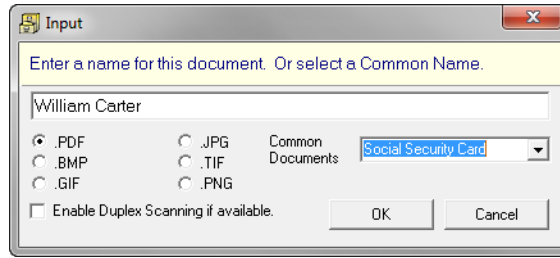 Input
Enter a name for this document. Or select a Common Name.
William Carter
.PDF .JPG Common Documents Social Security Card
.BMP .TIF
.GIF .PNG
Enable Duplex Scanning if available. OK Cancel